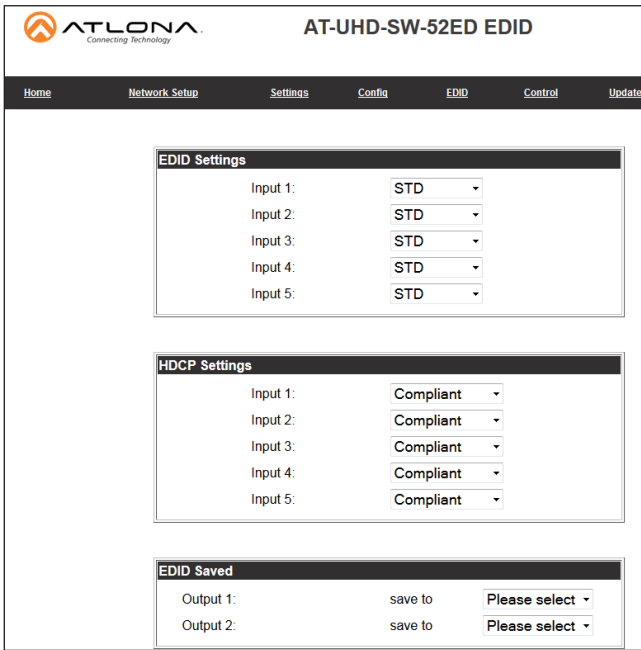 ATLONA.
Connecting Technology
AT-UHD-SW-52ED EDID
Home Network Setup Settings Config EDID Control Update
EDID Settings
Input 1: STD
Input 2: STD
Input 3: STD
Input 4: STD
Input 5: STD
HDCP Settings
Input 1: Compliant
Input 2: Compliant
Input 3: Compliant
Input 4: Compliant
Input 5: Compliant
EDID Saved
Output 1: save to Please select
Output 2: save to Please select